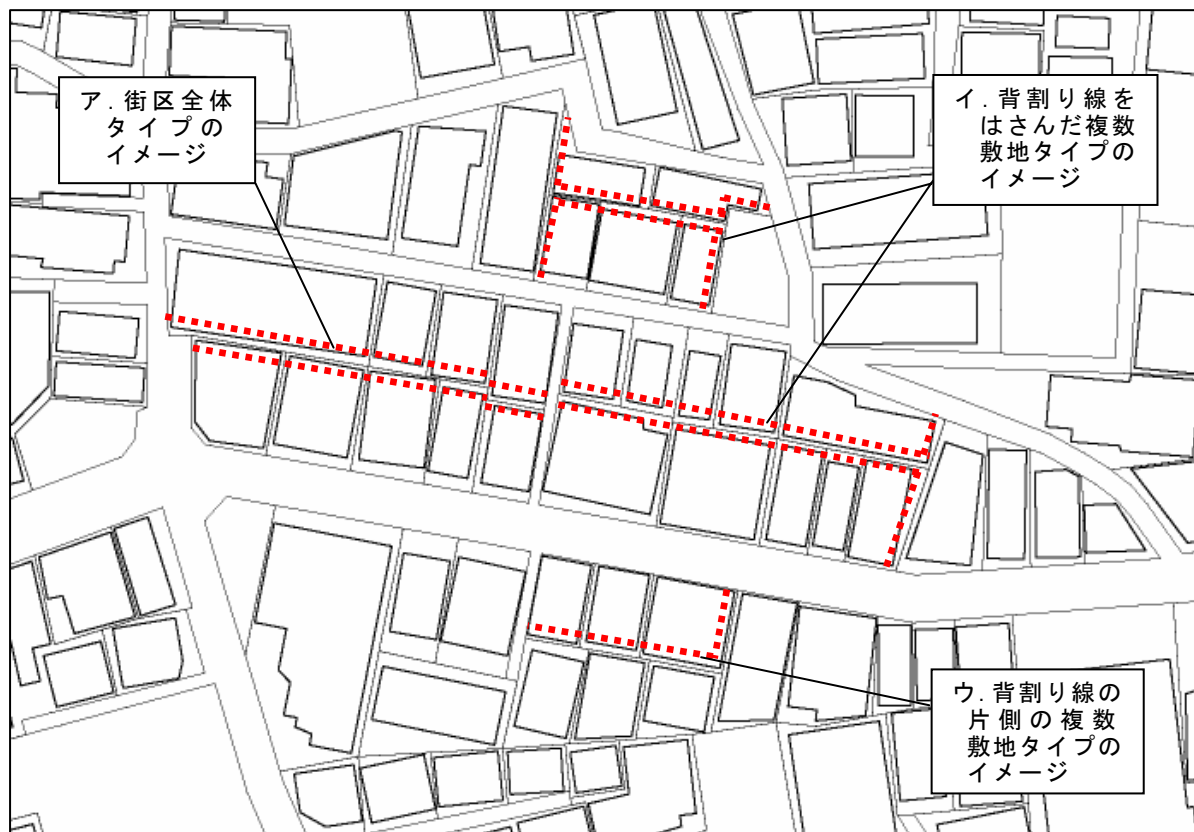 ア．街区全体
タイプの
イメージ
イ．背割り線を
はさんだ複数
敷地タイプの
イメージ
ウ．背割り線の
片側の複数
敷地タイプの
イメージ